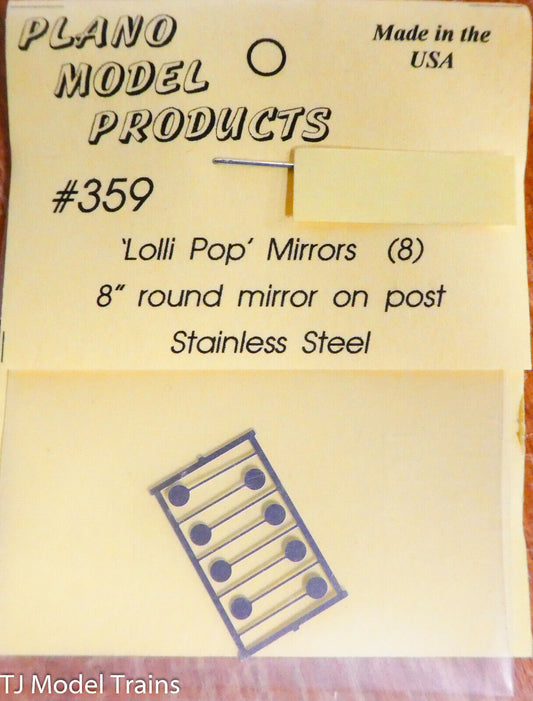 PLANO
MODEL
PRODUCTS
Made in the
USA
#359
'Lolli Pop' Mirrors (8)
8" round mirror on post
Stainless Steel
TJ Model Trains